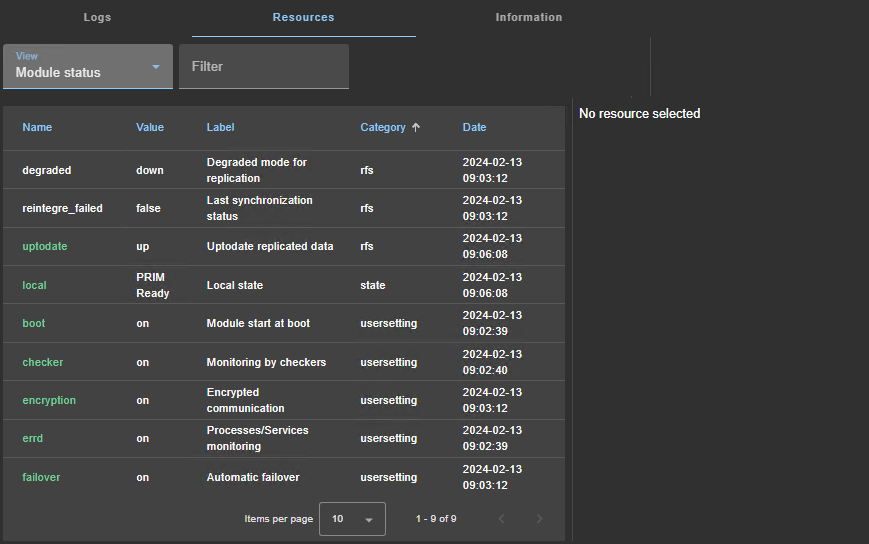 Logs Resources Information
View
Module status
Filter
No resource selected
Name Value Label Category Date
degraded down Degraded mode for replication rfs 2024-02-13 09:03:12
reintegre_failed false Last synchronization status rfs 2024-02-13 09:03:12
uptodate up Uptodate replicated data rfs 2024-02-13 09:06:08
local PRIM Ready Local state state 2024-02-13 09:06:08
boot on Module start at boot usersetting 2024-02-13 09:02:39
checker on Monitoring by checkers usersetting 2024-02-13 09:02:40
encryption on Encrypted communication usersetting 2024-02-13 09:03:12
errd on Processes/Services monitoring usersetting 2024-02-13 09:02:39
failover on Automatic failover usersetting 2024-02-13 09:03:12
Items per page 10 1 - 9 of 9